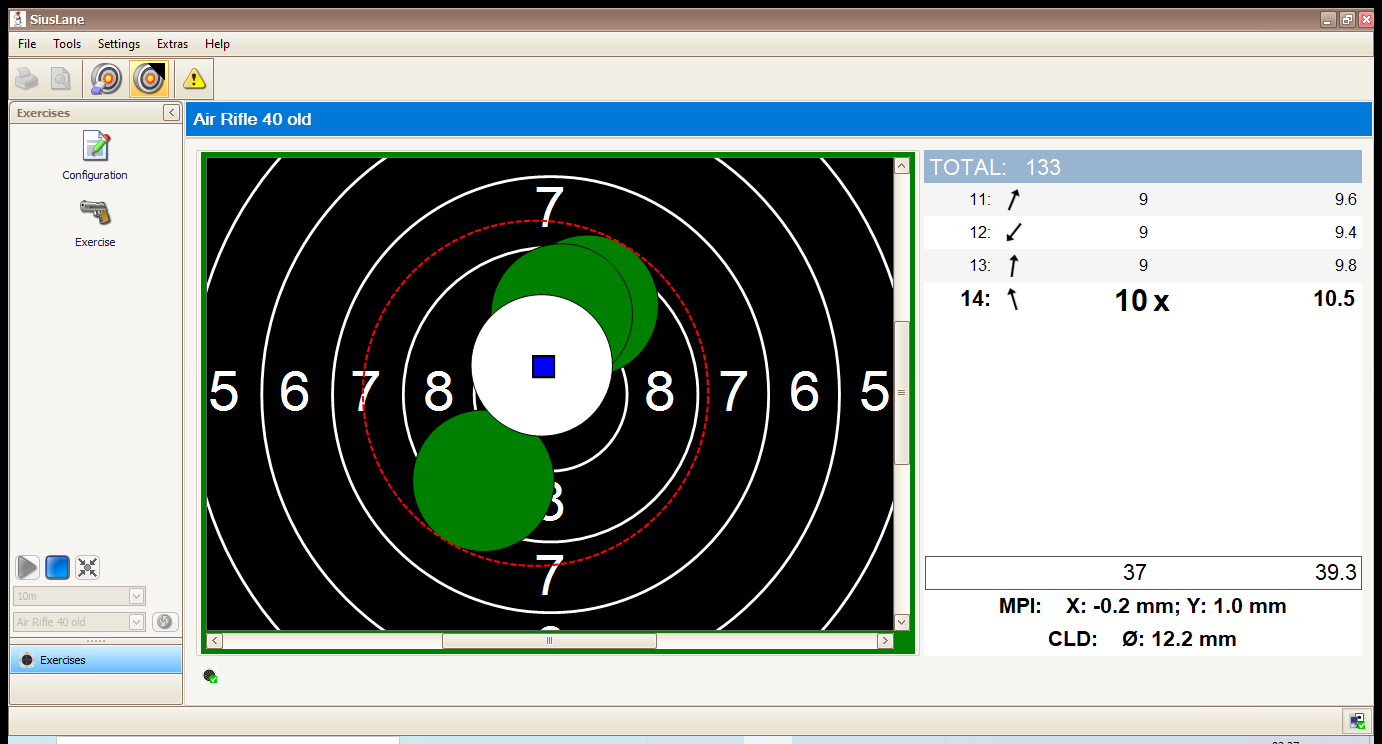 SiusLane
File Tools Settings Extras Help
Exercises
Configuration
Exercise
10m
Air Rifle 40 old
Exercises
Air Rifle 40 old
7
5 6 7 8 8 7 6 5
8
7
TOTAL: 133
11: 9 9.6
12: 9 9.4
13: 9 9.8
14: 10 x 10.5
37 39.3
MPI: X: -0.2 mm; Y: 1.0 mm
CLD: Ø: 12.2 mm